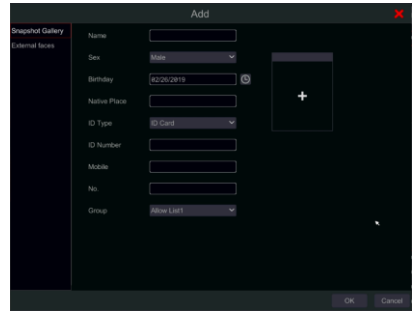 Add
Snapshot Gallery
External faces
Name
Sex
Male
Birthday
02/26/2019
Native Place
ID Type
ID Card
ID Number
Mobile
No.
Group
Allow List1
OK
Cancel